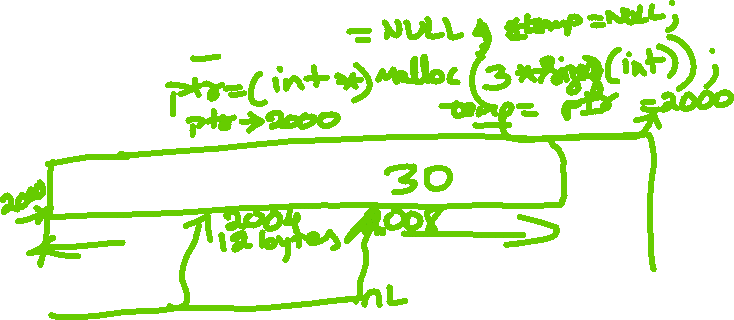 = NULL, *temp = NULL;
ptr = (int *) malloc (3 * sizeof (int));
ptr → 2000
temp = ptr = 2000
30
2000
2004 2008
12 bytes